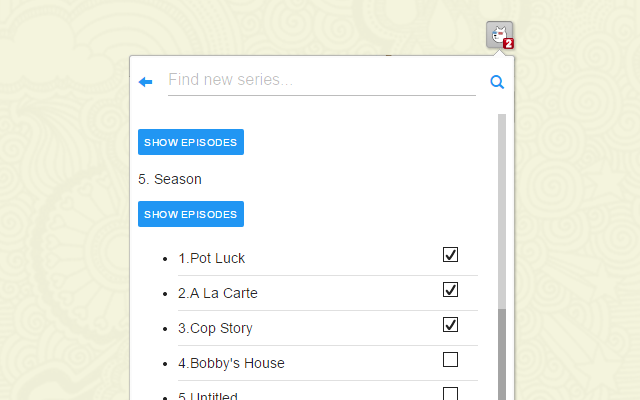 2
Find new series...
SHOW EPISODES
5. Season
SHOW EPISODES
1.Pot Luck
2.A La Carte
3.Cop Story
4.Bobby's House
5.Untitled